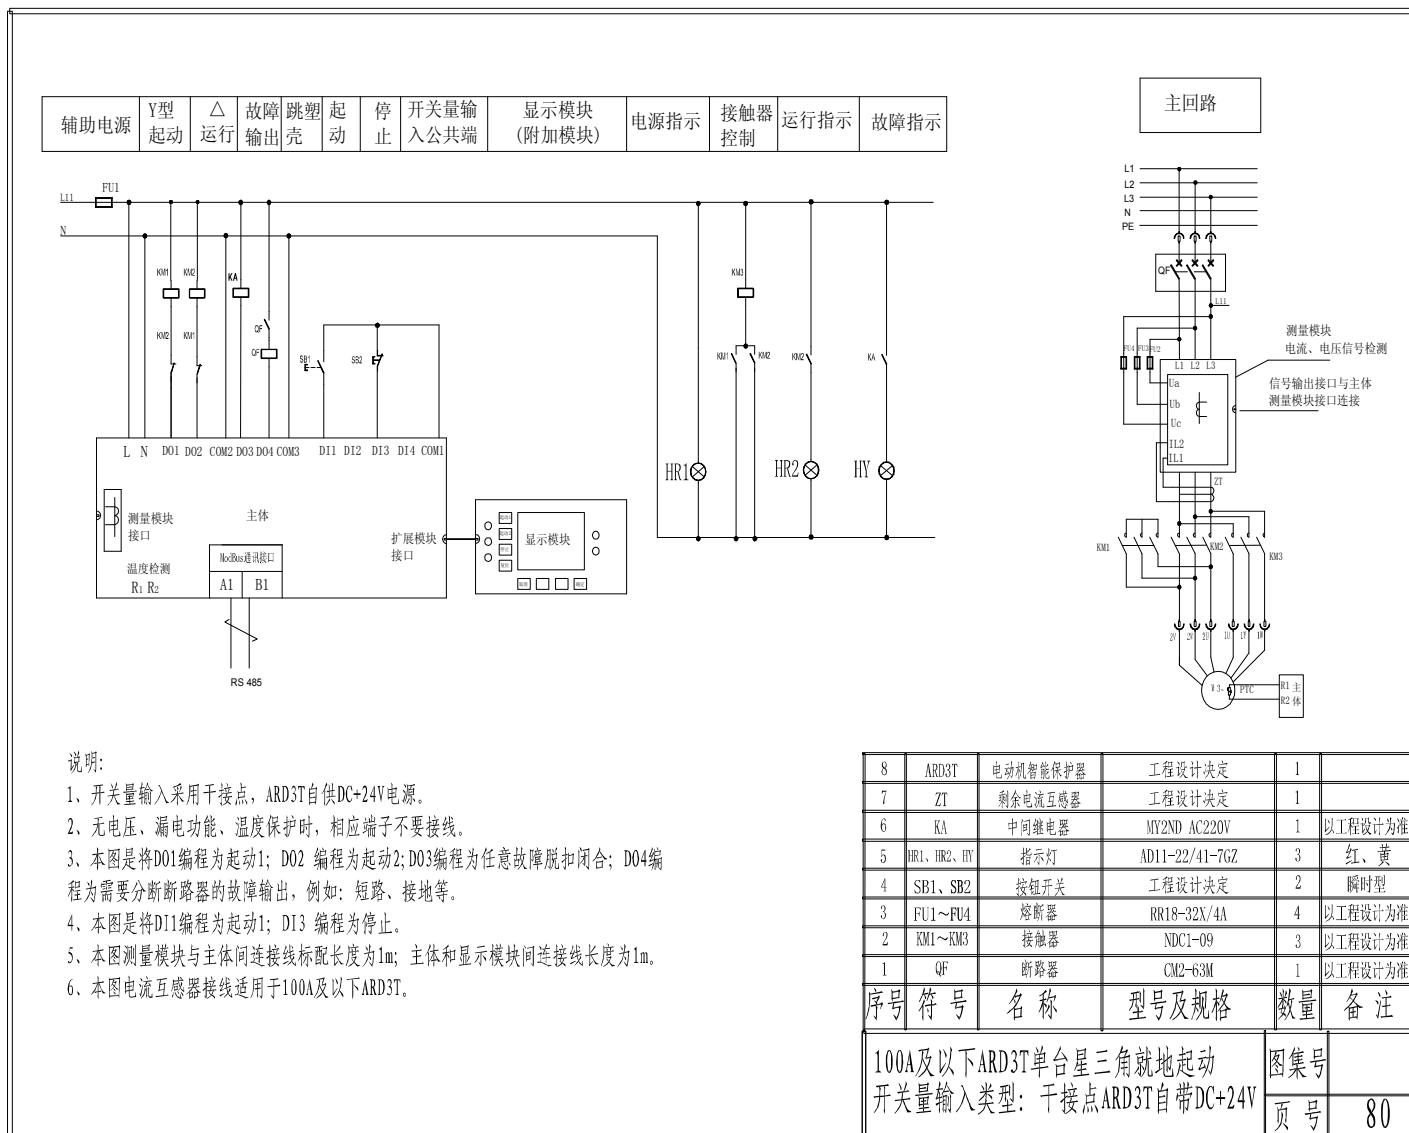 辅助电源
Y型
起动
△
运行
故障
输出
跳塑
壳
起
动
停
止
开关量输
入公共端
显示模块
(附加模块)
电源指示
接触器
控制
运行指示
故障指示
主回路
L11
FU1
N
KM1
KM2
KA
KM2
KM1
QF
QF
SB1
SB2
KM3
KM1
KM2
KM2
KA
HR1
HR2
HY
L N DO1 DO2 COM2 DO3 DO4 COM3 DI1 DI2 DI3 DI4 COM1
测量模块
接口
主体
扩展模块
接口
显示模块
ModBus通讯接口
温度检测
R1 R2
A1 B1
RS 485
L1
L2
L3
N
PE
QF
L11
FU4 FU3 FU2
L1 L2 L3
Ua
Ub
Uc
IL2
IL1
ZT
测量模块
电流、电压信号检测
信号输出接口与主体
测量模块接口连接
KM1
KM2
KM3
2U 1U 1V 1W
PTC
R1 主
R2 体
说明:
1、开关量输入采用干接点，ARD3T自供DC+24V电源。
2、无电压、漏电功能、温度保护时，相应端子不要接线。
3、本图是将DO1编程为起动1；DO2 编程为起动2;DO3编程为任意故障脱扣闭合；DO4编
程为需要分断断路器的故障输出，例如：短路、接地等。
4、本图是将DI1编程为起动1；DI3 编程为停止。
5、本图测量模块与主体间连接线标配长度为1m；主体和显示模块间连接线长度为1m。
6、本图电流互感器接线适用于100A及以下ARD3T。
8 ARD3T 电动机智能保护器 工程设计决定 1
7 ZT 剩余电流互感器 工程设计决定 1
6 KA 中间继电器 MY2ND AC220V 1 以工程设计为准
5 HR1、HR2、HY 指示灯 AD11-22/41-7GZ 3 红、黄
4 SB1、SB2 按钮开关 工程设计决定 2 瞬时型
3 FU1～FU4 熔断器 RR18-32X/4A 4 以工程设计为准
2 KM1～KM3 接触器 NDC1-09 3 以工程设计为准
1 QF 断路器 CM2-63M 1 以工程设计为准
序号 符 号 名 称 型号及规格 数量 备 注
100A及以下ARD3T单台星三角就地起动
开关量输入类型：干接点ARD3T自带DC+24V
图集号
页 号 80